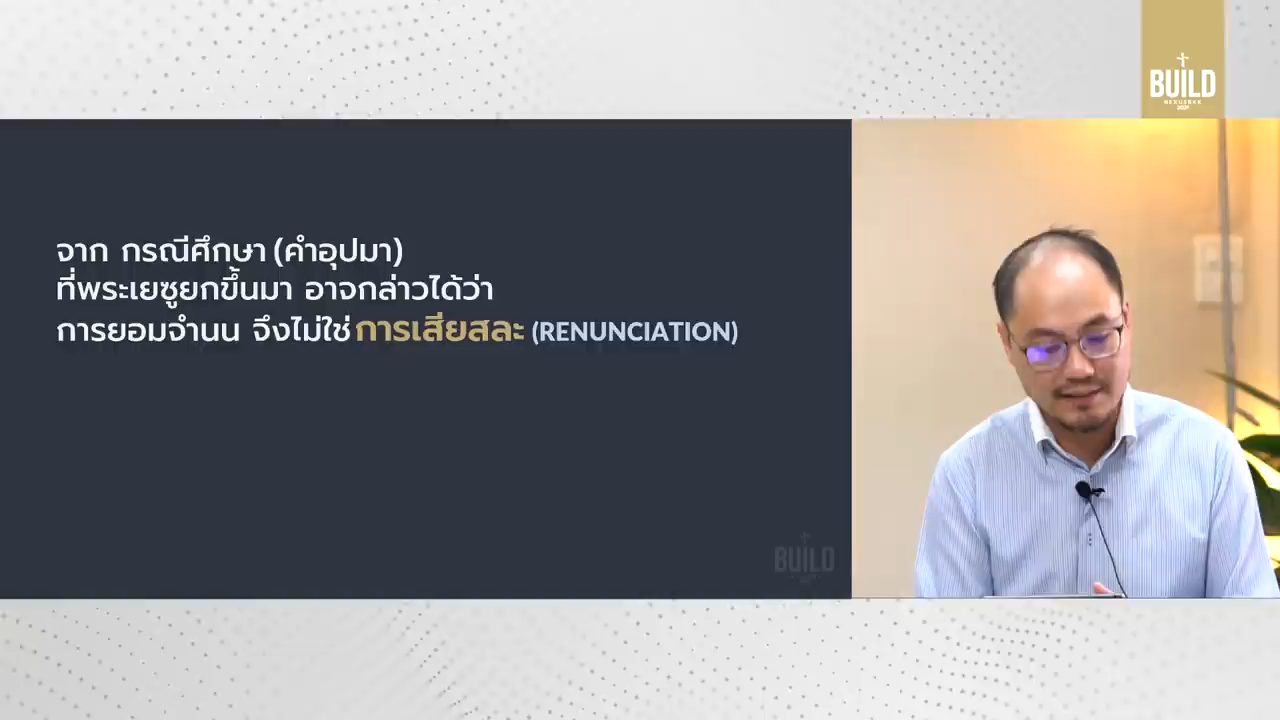 BUILD
จาก กรณีศึกษา (คำอุปมา)
ที่พระเยซูยกขึ้นมา อาจกล่าวได้ว่า
การยอมจำนน จึงไม่ใช่ การเสียสละ (RENUNCIATION)
BUILD